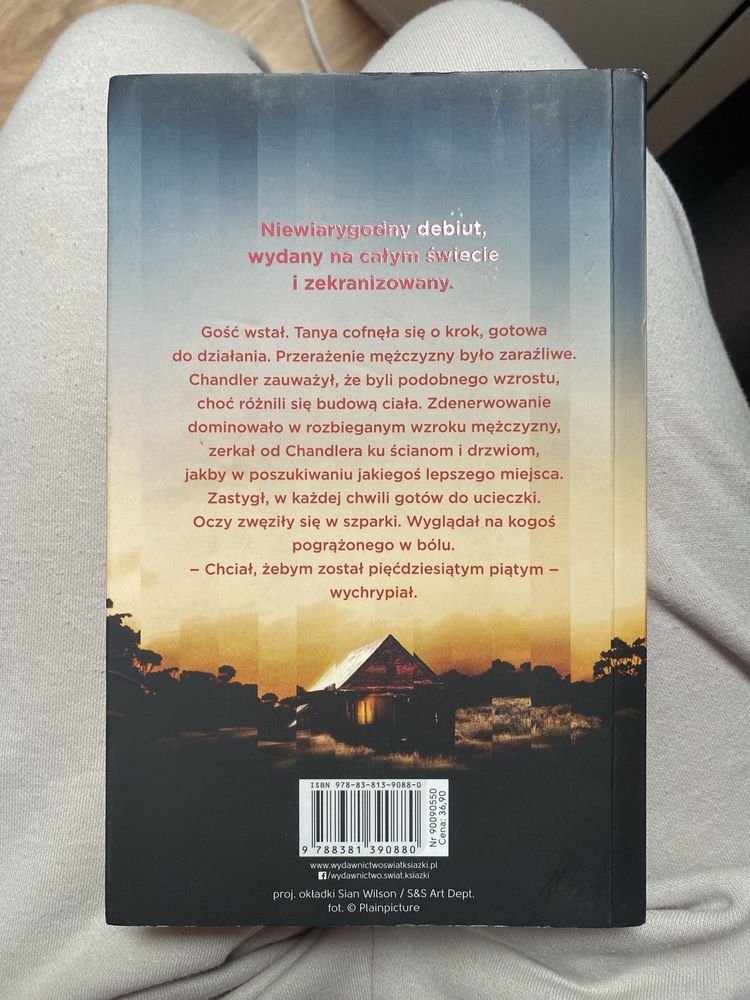 Niewiarygodny debiut,
wydany na całym świecie
i zekranizowany.
Gość wstał. Tanya cofnęła się o krok, gotowa
do działania. Przerażenie mężczyzny było zaraźliwe.
Chandler zauważył, że byli podobnego wzrostu,
choć różnili się budową ciała. Zdenerwowanie
dominowało w rozbieganym wzroku mężczyzny,
zerkał od Chandlera ku ścianom i drzwiom,
jakby w poszukiwaniu jakiegoś lepszego miejsca.
Zastygł, w każdej chwili gotów do ucieczki.
Oczy zwęziły się w szparki. Wyglądał na kogoś
pogrążonego w bólu.
– Chciał, żebym został pięćdziesiątym piątym –
wychrypiał.
ISBN 978-83-813-9088-0
9 788381 390880
Nr 90090550
Cena: 36,90
www.wydawnictwoswiatksiazki.pl
/wydawnictwo.swiat.ksiazki
proj. okładki Sian Wilson / S&S Art Dept.
fot. © Plainpicture